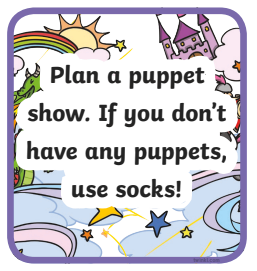 Plan a puppet
show. If you don't
have any puppets,
use socks!